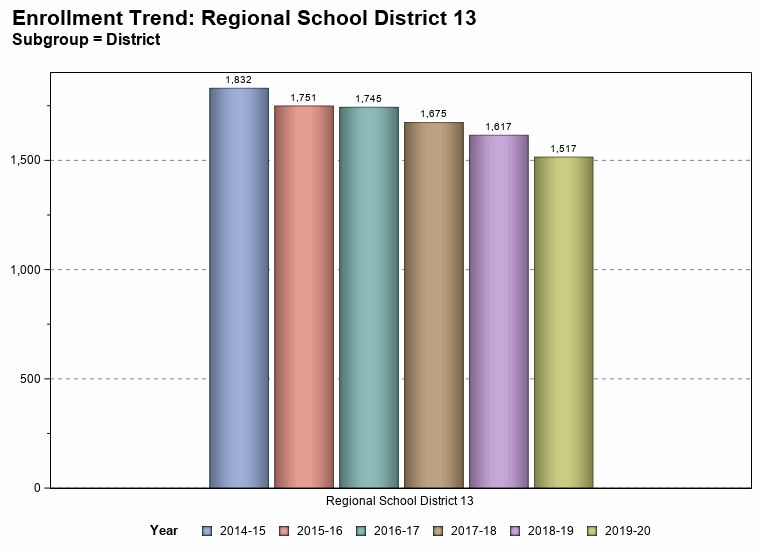 Enrollment Trend: Regional School District 13
Subgroup = District
1,832
1,751
1,745
1,675
1,617
1,517
1,500
1,000
500
0
Regional School District 13
Year 2014-15 2015-16 2016-17 2017-18 2018-19 2019-20